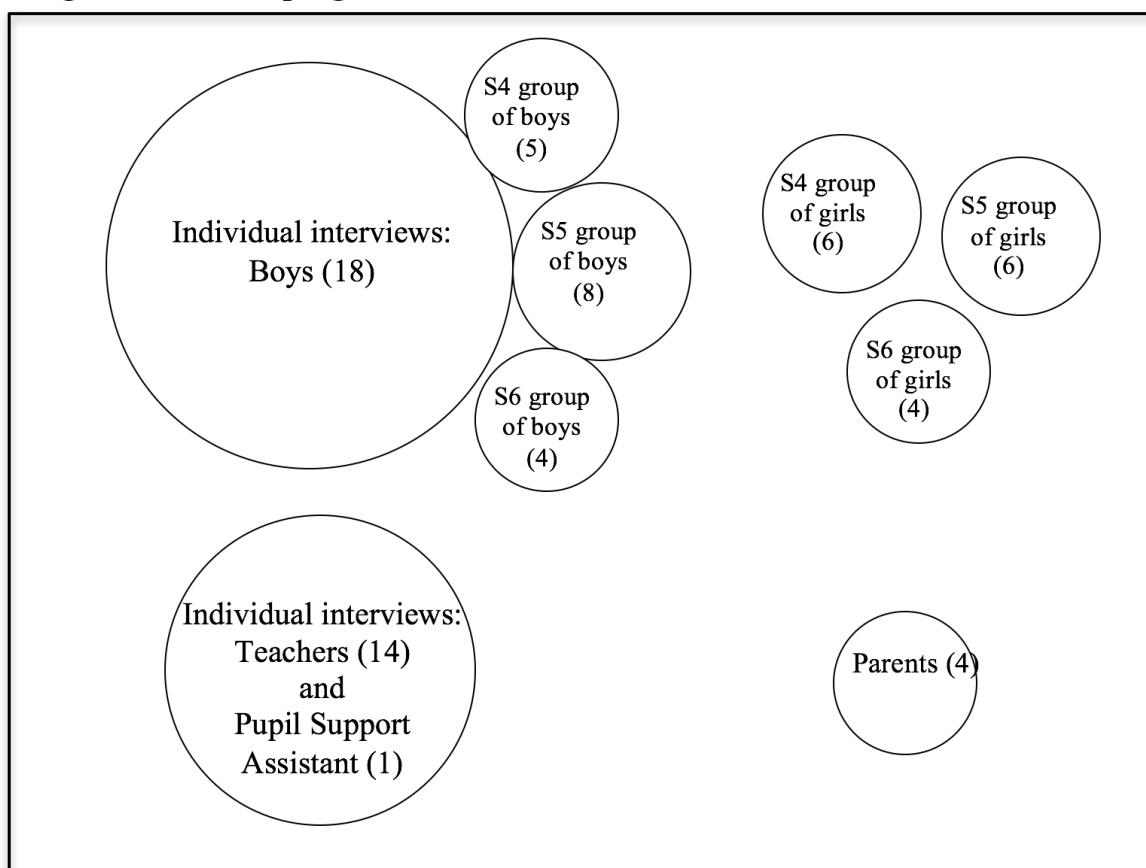 S4 group
of boys
(5)
Individual interviews:
Boys (18)
S5 group
of boys
(8)
S6 group
of boys
(4)
S4 group
of girls
(6)
S5 group
of girls
(6)
S6 group
of girls
(4)
Individual interviews:
Teachers (14)
and
Pupil Support
Assistant (1)
Parents (4)